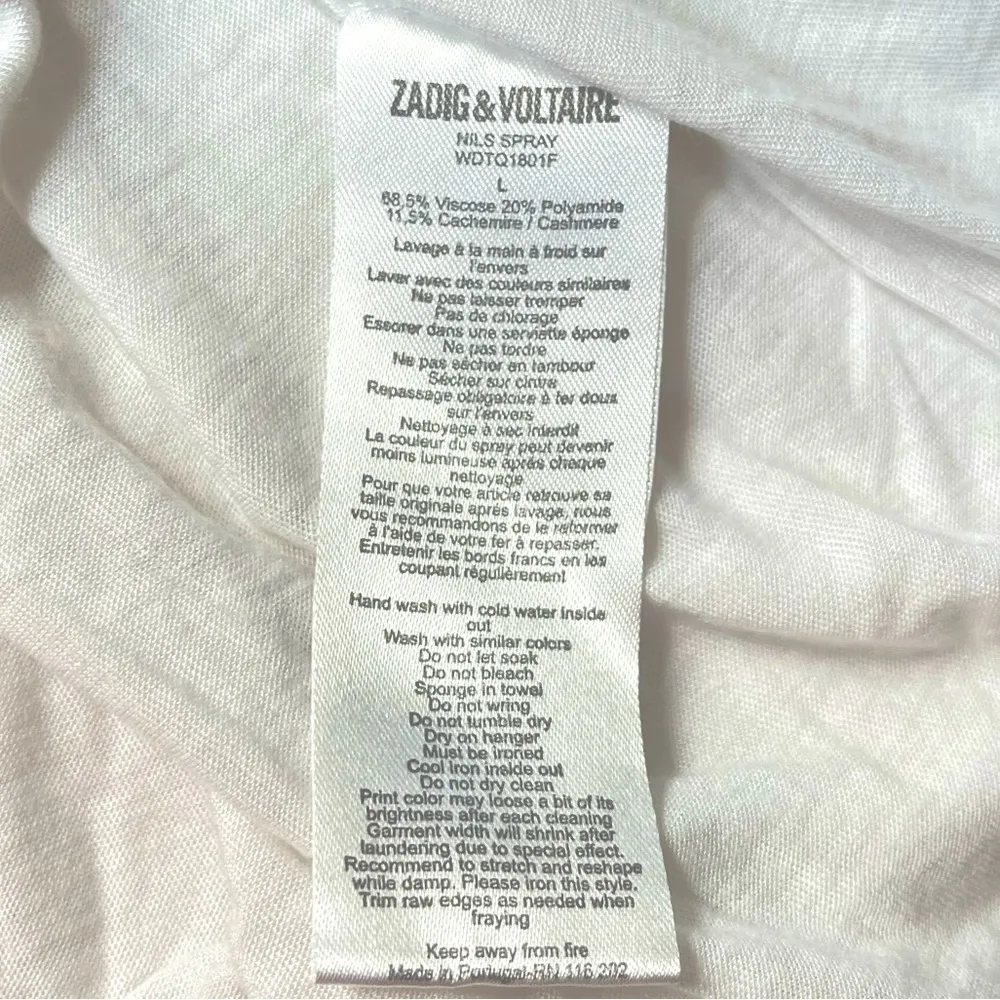 ZADIG & VOLTAIRE
NILS SPRAY
WDTQ1801F
L
68,5% Viscose 20% Polyamide
11,5% Cachemire / Cashmere
Lavage à la main à froid sur
l'envers
Laver avec des couleurs similaires
Ne pas laisser tremper
Pas de chlorage
Essorer dans une serviette éponge
Ne pas tordre
Ne pas sécher en tambour
Sécher sur cintre
Repassage obligatoire à fer doux
sur l'envers
Nettoyage à sec interdit
La couleur du spray peut devenir
moins lumineuse après chaque
nettoyage
Pour que votre article retrouve sa
taille originale après lavage, nous
vous recommandons de le reformer
à l'aide de votre fer à repasser.
Entretenir les bords francs en les
coupant régulièrement
Hand wash with cold water inside
out
Wash with similar colors
Do not let soak
Do not bleach
Sponge in towel
Do not wring
Do not tumble dry
Dry on hanger
Must be ironed
Cool iron inside out
Do not dry clean
Print color may loose a bit of its
brightness after each cleaning
Garment width will shrink after
laundering due to special effect.
Recommend to stretch and reshape
while damp. Please iron this style.
Trim raw edges as needed when
fraying
Keep away from fire
Made in Portugal-RN 116 202